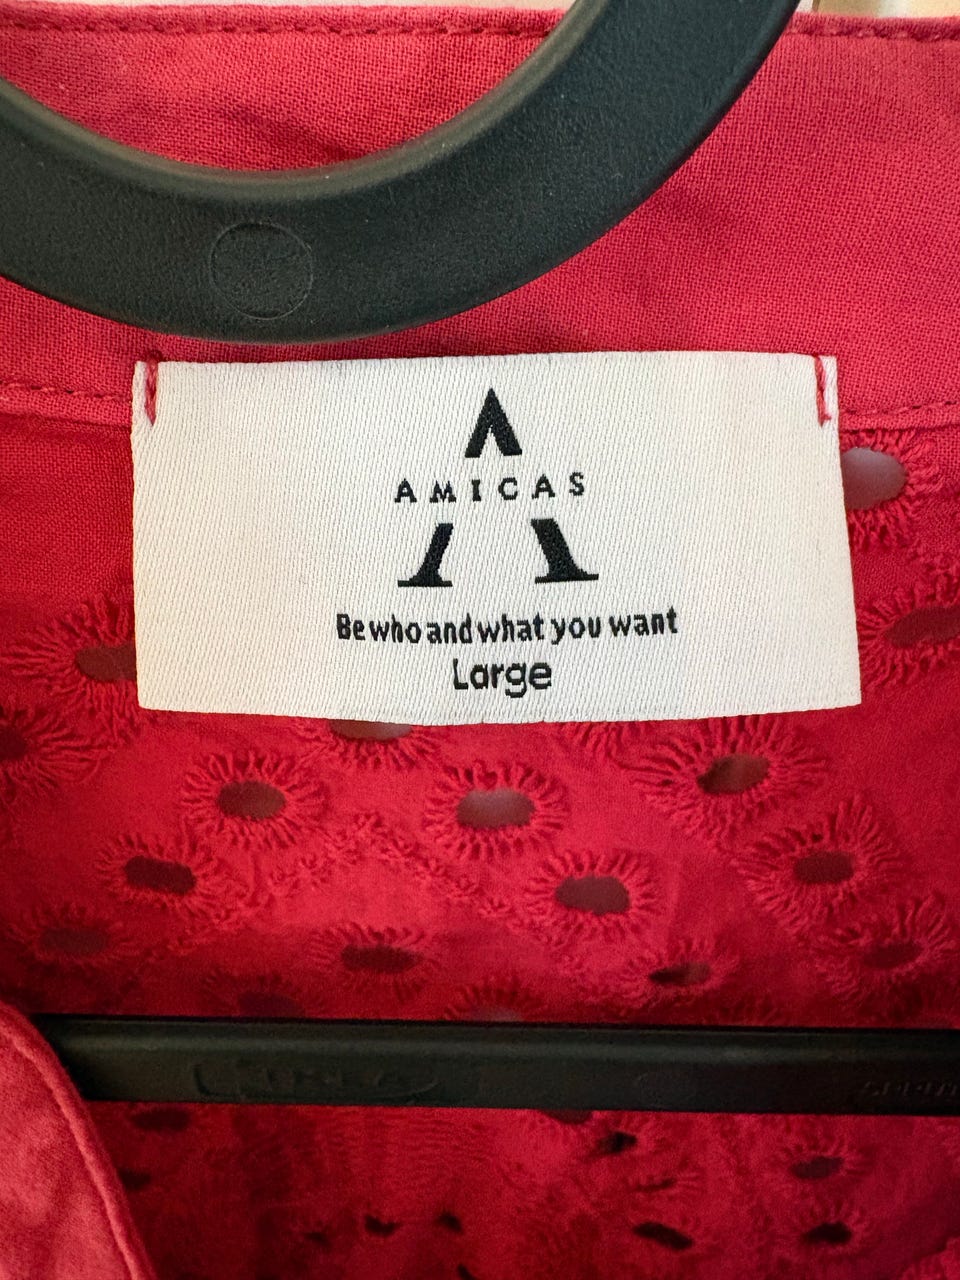 AMICAS
Be who and what you want
Large